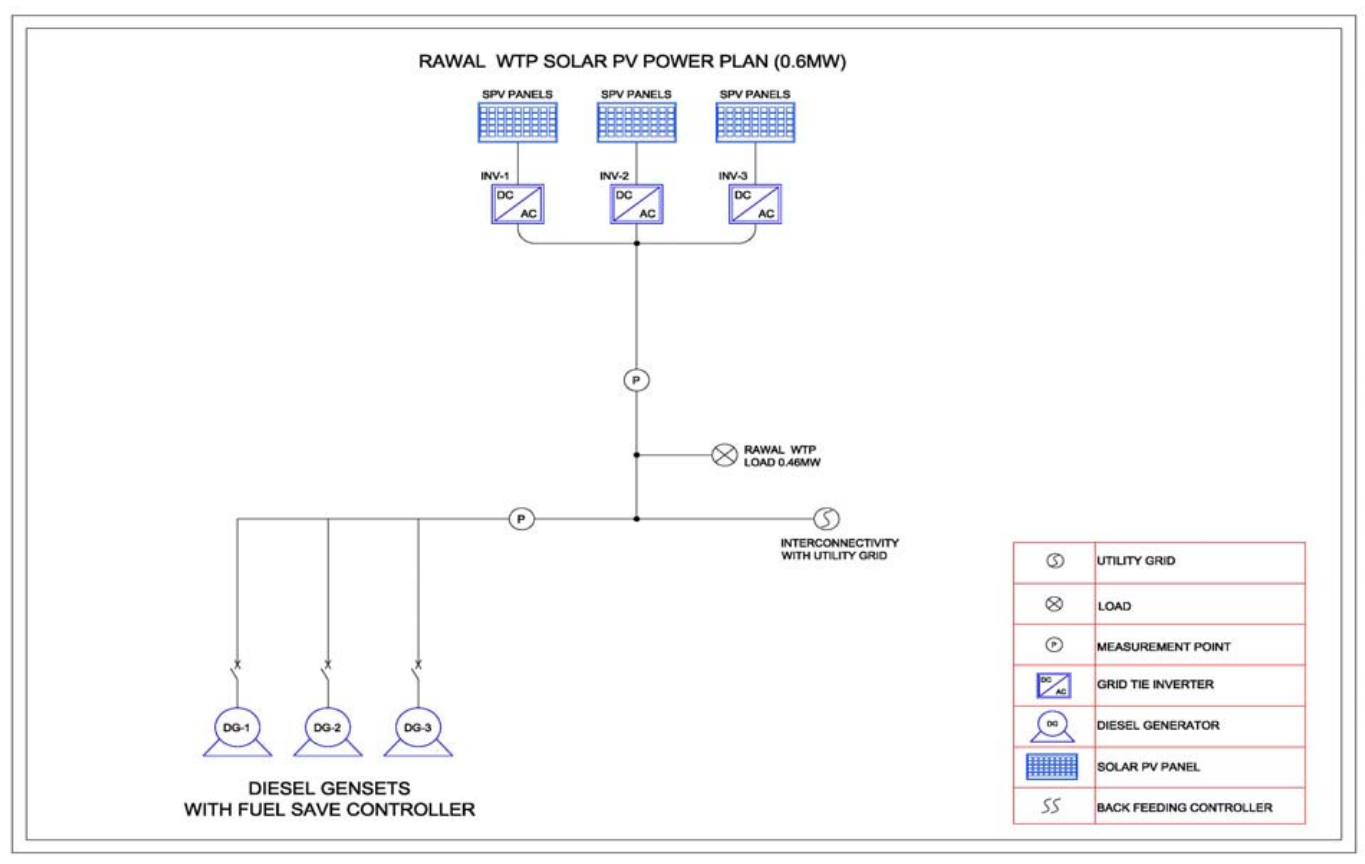 RAWAL WTP SOLAR PV POWER PLAN (0.6MW)
SPV PANELS
SPV PANELS
SPV PANELS
INV-1
INV-2
INV-3
DC
AC
DC
AC
DC
AC
P
RAWAL WTP
LOAD 0.46MW
P
INTERCONNECTIVITY
WITH UTILITY GRID
DG-1
DG-2
DG-3
DIESEL GENSETS
WITH FUEL SAVE CONTROLLER
S UTILITY GRID
LOAD
P MEASUREMENT POINT
DC
AC
GRID TIE INVERTER
DG DIESEL GENERATOR
SOLAR PV PANEL
SS BACK FEEDING CONTROLLER